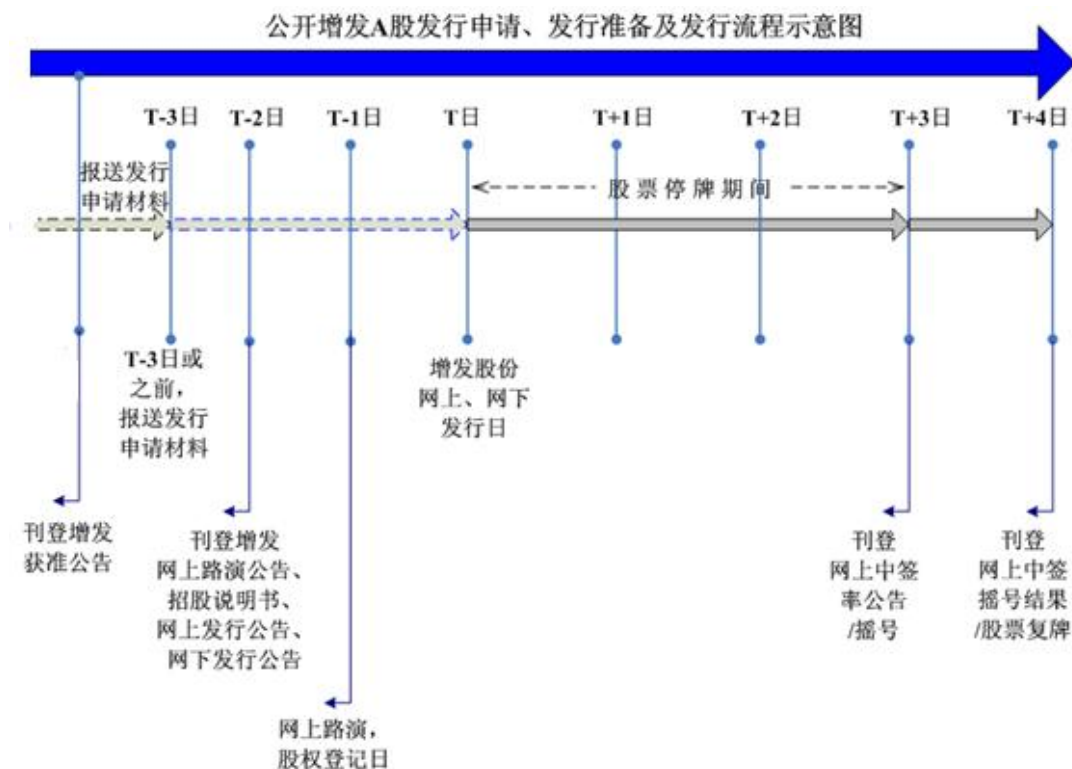 公开增发A股发行申请、发行准备及发行流程示意图
T-3日
T-2日
T-1日
T日
T+1日
T+2日
T+3日
T+4日
报送发行
申请材料
股票停牌期间
T-3日或
之前,
报送发行
申请材料
增发股份
网上、网下
发行日
刊登增发
获准公告
刊登增发
网上路演公告、
招股说明书、
网上发行公告、
网下发行公告
刊登
网上中签
率公告
/摇号
刊登
网上中签
摇号结果
/股票复牌
网上路演,
股权登记日